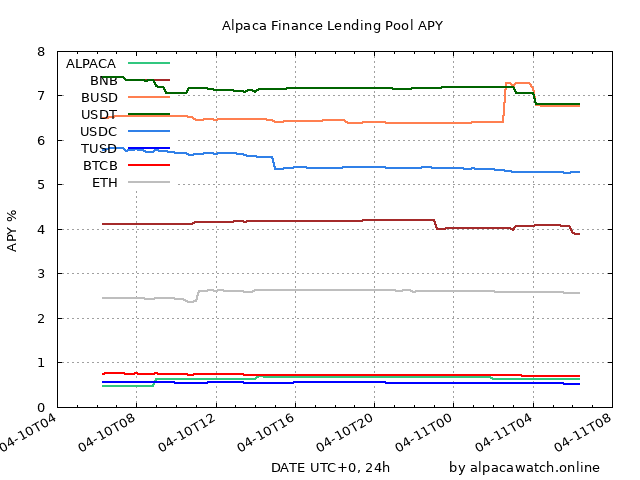 Alpaca Finance Lending Pool APY
8
7
6
5
4
3
2
1
0
APY %
ALPACA
BNB
BUSD
USDT
USDC
TUSD
BTCB
ETH
04-10T04
04-10T08
04-10T12
04-10T16
04-10T20
04-11T00
04-11T04
04-11T08
DATE UTC+0, 24h
by alpacawatch.online